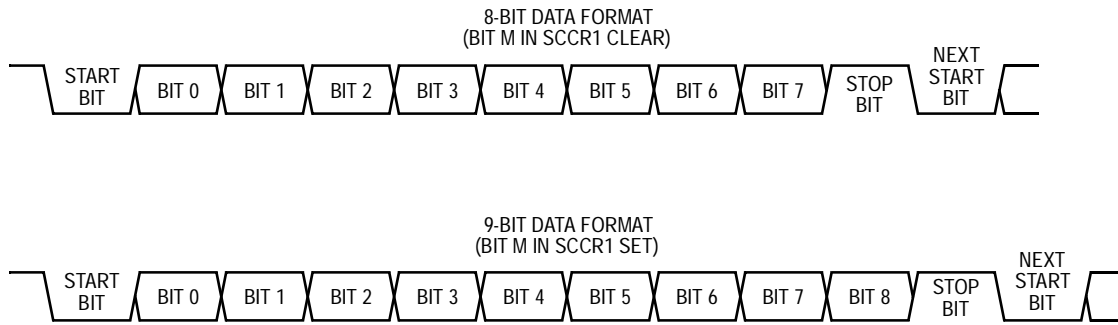 8-BIT DATA FORMAT
(BIT M IN SCCR1 CLEAR)
START
BIT
BIT 0
BIT 1
BIT 2
BIT 3
BIT 4
BIT 5
BIT 6
BIT 7
STOP
BIT
NEXT
START
BIT
9-BIT DATA FORMAT
(BIT M IN SCCR1 SET)
START
BIT
BIT 0
BIT 1
BIT 2
BIT 3
BIT 4
BIT 5
BIT 6
BIT 7
BIT 8
STOP
BIT
NEXT
START
BIT